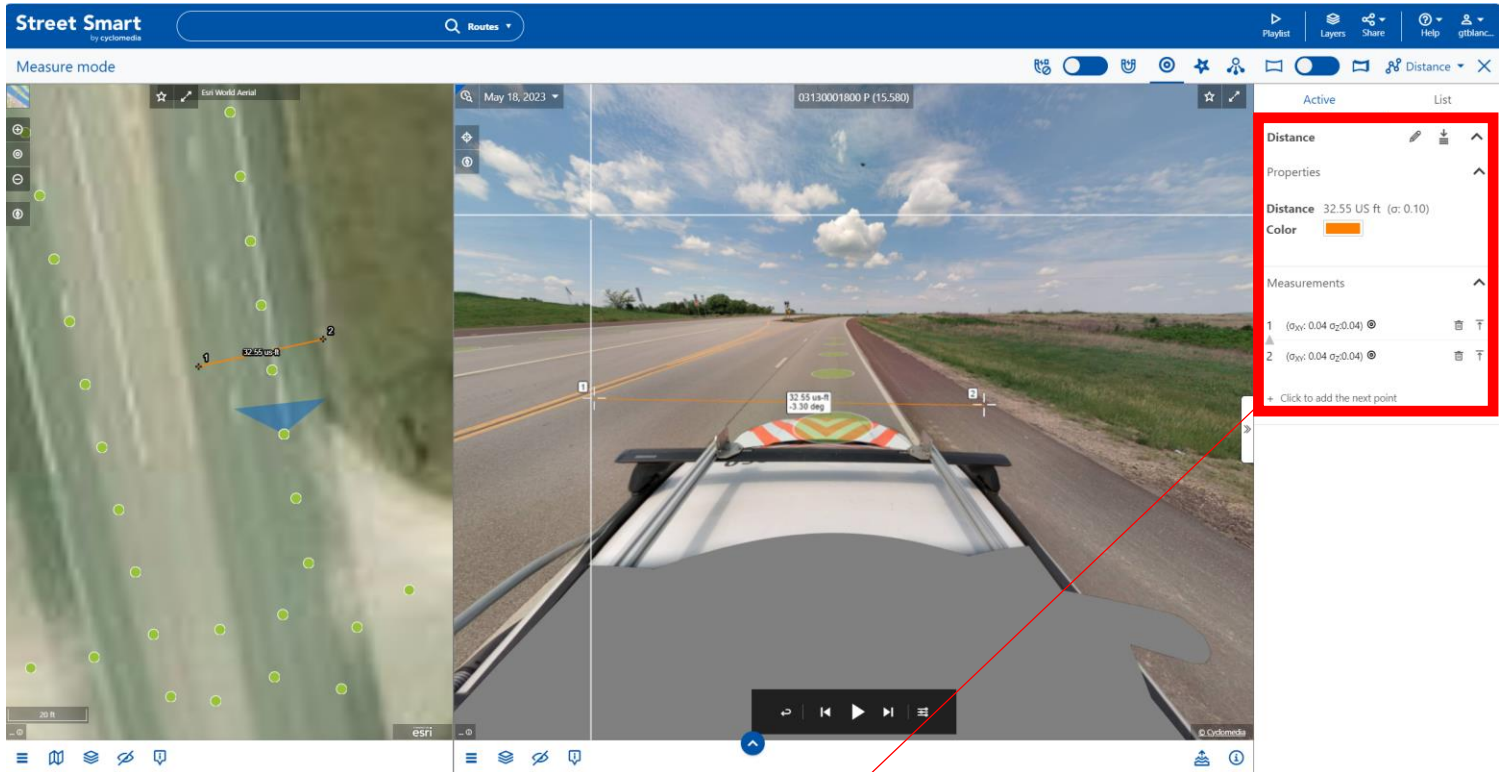 Street Smart
by cyclomedia
Routes
Playlist
Layers
Share
Help
gtblanc...
Measure mode
Distance
Esri World Aerial
May 18, 2023
03130001800 P (15.580)
Active
List
Distance
Properties
Distance 32.55 US ft (σ: 0.10)
Color
Measurements
1 (σXY: 0.04 σZ:0.04)
2 (σXY: 0.04 σZ:0.04)
+ Click to add the next point
1
32.55 us-ft
2
1
32.55 us-ft
-3.30 deg
2
20 ft
esri
© Cyclomedia